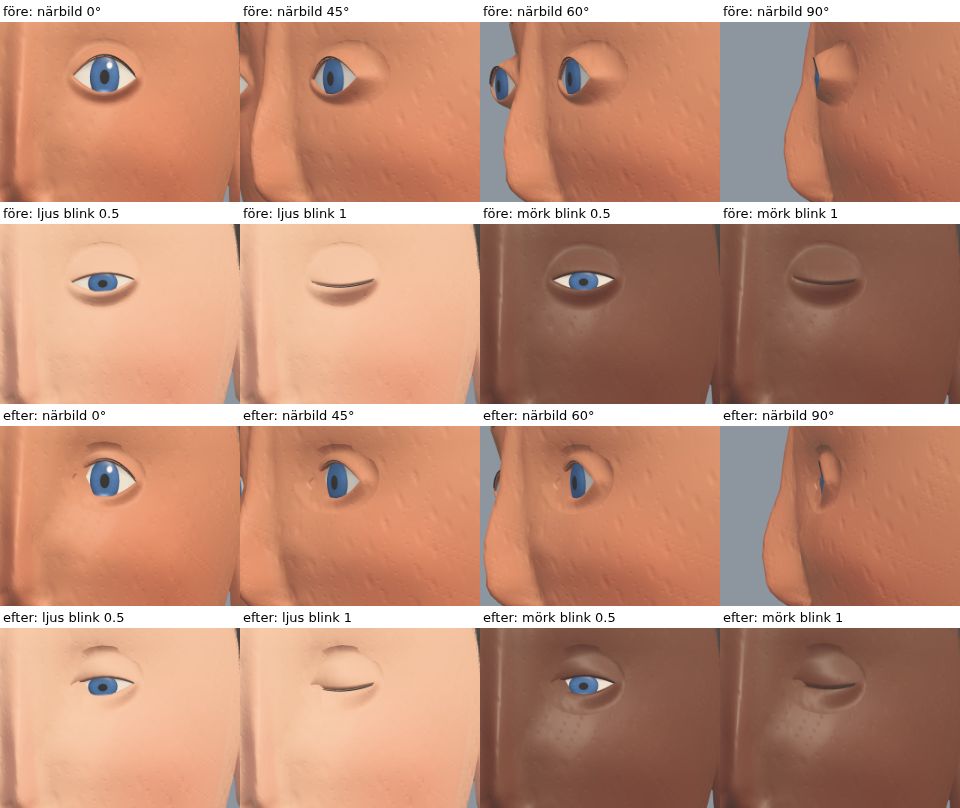 före: närbild 0°
före: närbild 45°
före: närbild 60°
före: närbild 90°
före: ljus blink 0.5
före: ljus blink 1
före: mörk blink 0.5
före: mörk blink 1
efter: närbild 0°
efter: närbild 45°
efter: närbild 60°
efter: närbild 90°
efter: ljus blink 0.5
efter: ljus blink 1
efter: mörk blink 0.5
efter: mörk blink 1